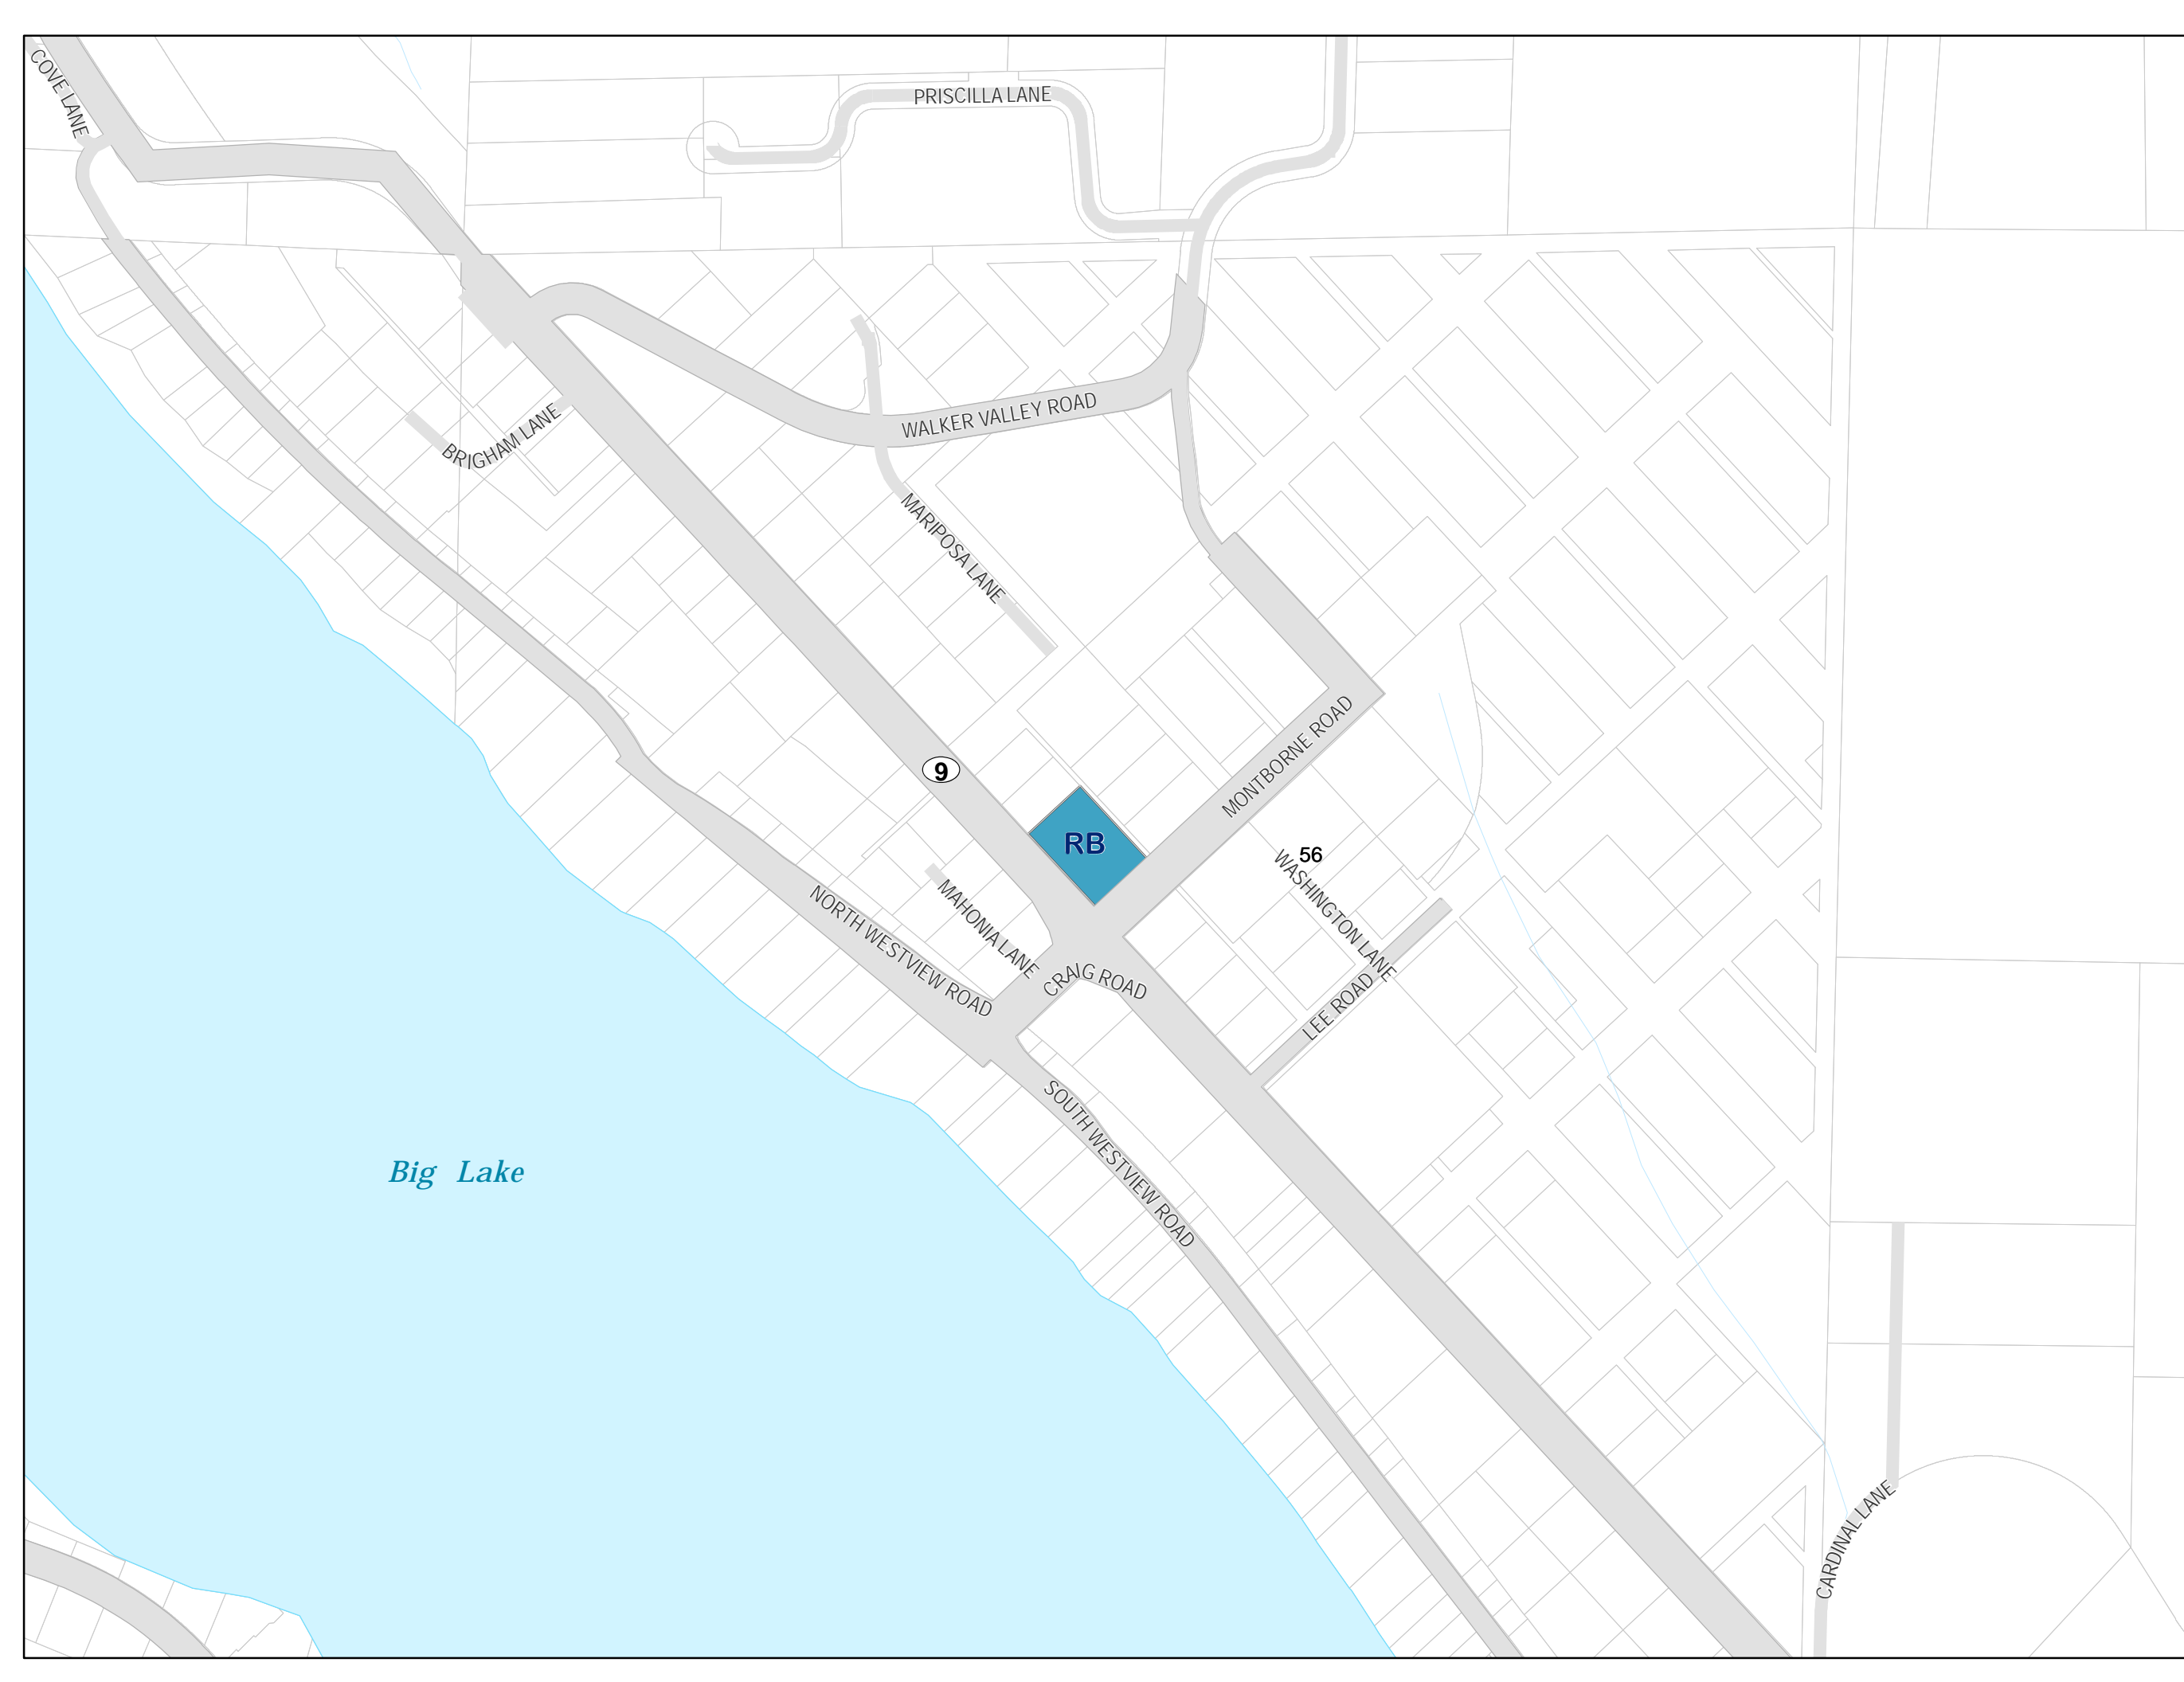 COVE LANE
PRISCILLA LANE
WALKER VALLEY ROAD
BRIGHAM LANE
MARIPOSA LANE
MONTBORNE ROAD
9
RB
56
WASHINGTON LANE
MAHONIA LANE
NORTH WESTVIEW ROAD
CRAIG ROAD
LEE ROAD
SOUTH WESTVIEW ROAD
Big Lake
CARDINAL LANE